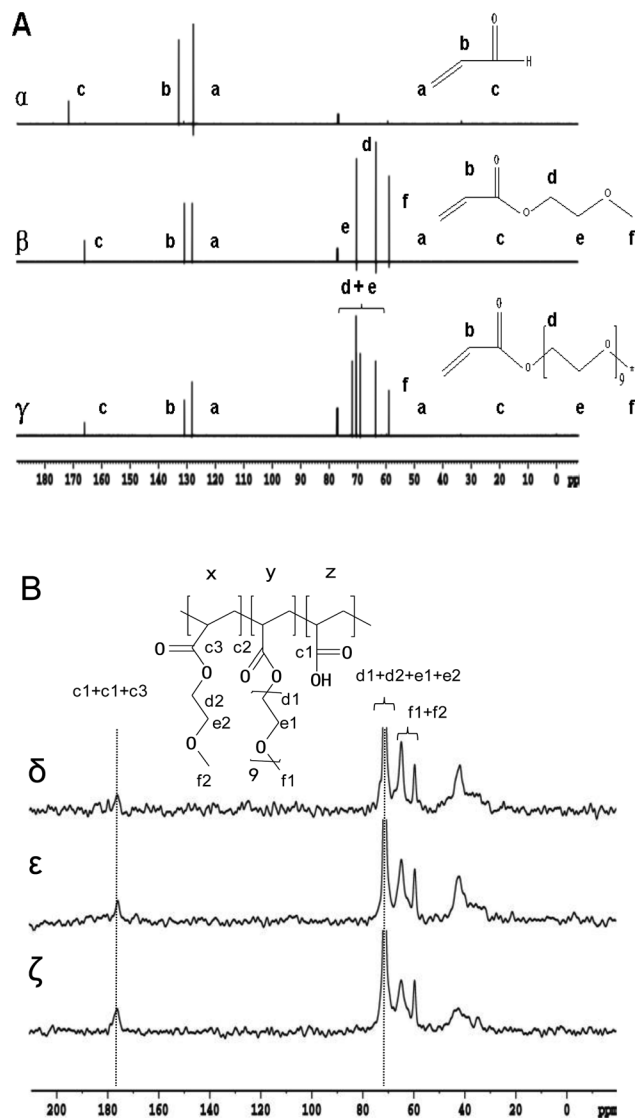 A
O
b
H
c b a a c
α
d
O
b d
O
O
f
e
c b a a c e f
β
d + e
O
b d
O
O
*
9
f
c b a a c e f
γ
180 170 160 150 140 130 120 110 100 90 80 70 60 50 40 30 20 10 0 pp
B
x y z
c3 c2 c1
O O O
O O OH
c1+c1+c3
d1+d2+e1+e2
d2 d1
f1+f2
e2 e1
O O
f2 9 f1
δ
ε
ζ
200 180 160 140 120 100 80 60 40 20 0